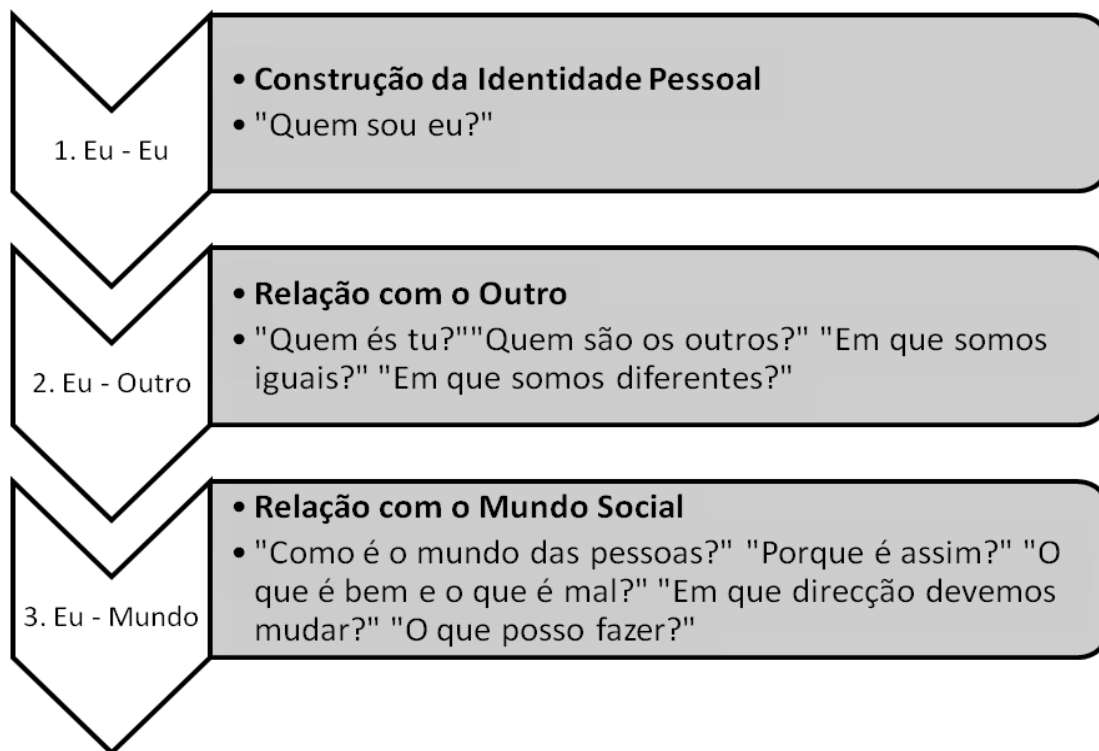 1. Eu - Eu
• Construção da Identidade Pessoal
• "Quem sou eu?"
2. Eu - Outro
• Relação com o Outro
• "Quem és tu?""Quem são os outros?" "Em que somos
iguais?" "Em que somos diferentes?"
3. Eu - Mundo
• Relação com o Mundo Social
• "Como é o mundo das pessoas?" "Porque é assim?" "O
que é bem e o que é mal?" "Em que direcção devemos
mudar?" "O que posso fazer?"